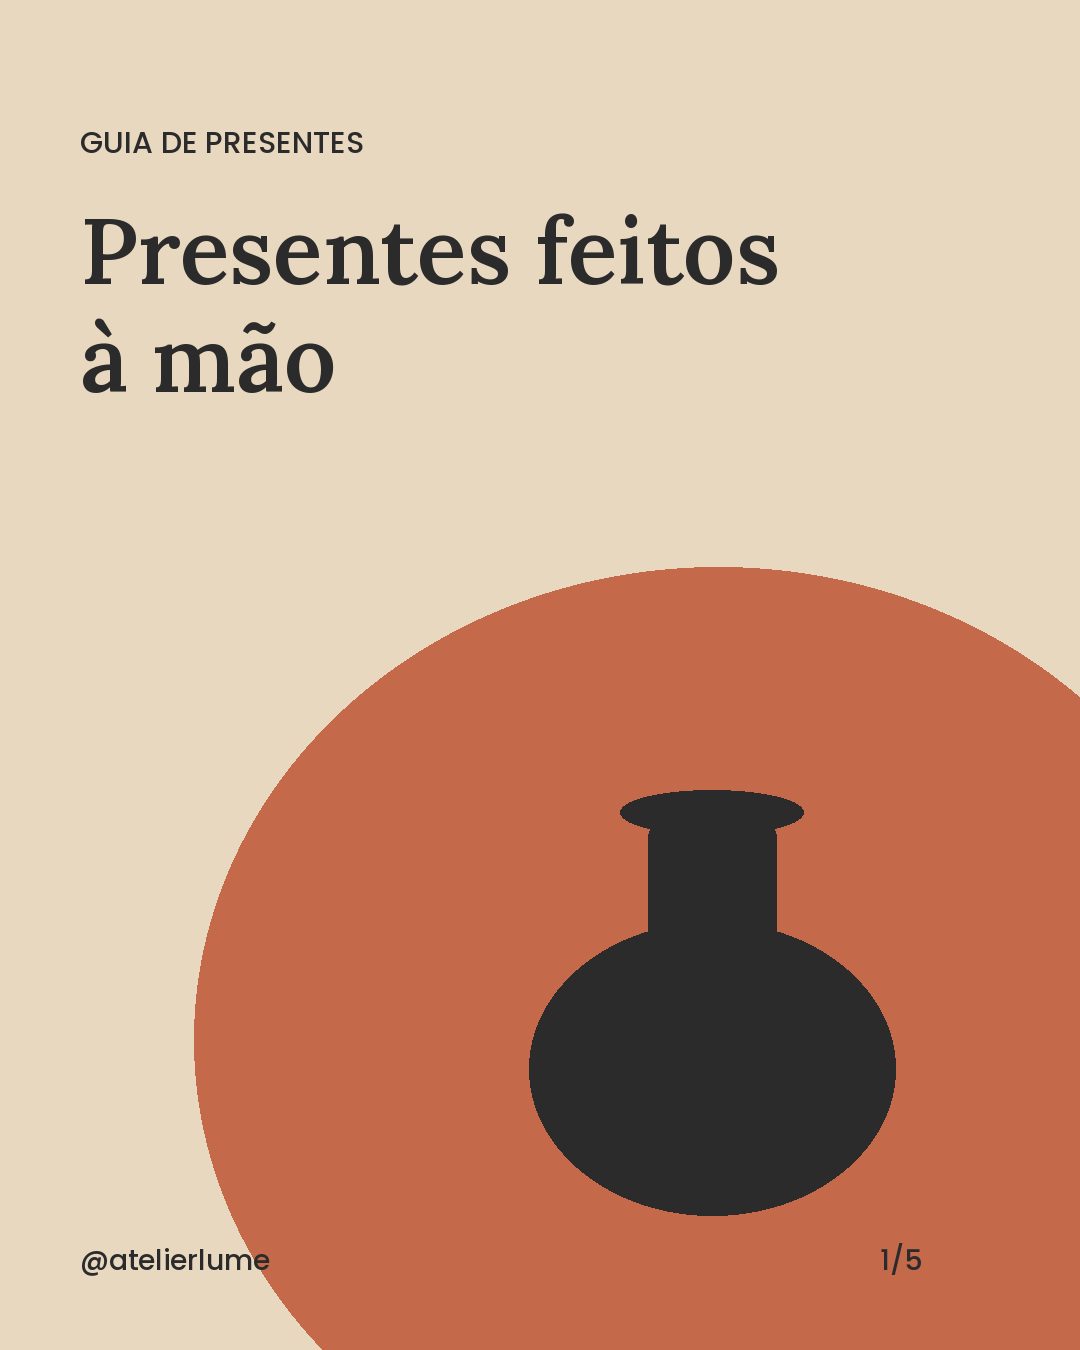 GUIA DE PRESENTES
Presentes feitos
à mão
@atelierlume
1/5